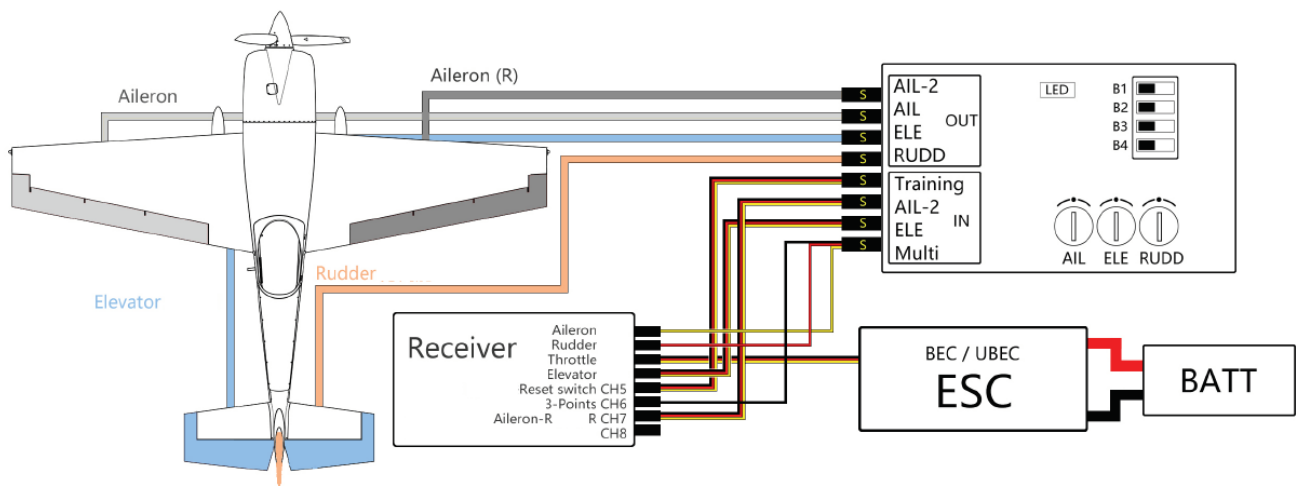 Aileron (R)
Aileron
Elevator
Rudder
S
S
S
S
S
S
S
S
AIL-2
AIL
ELE
RUDD
OUT
Training
AIL-2
ELE
Multi
IN
LED
B1
B2
B3
B4
AIL
ELE
RUDD
Receiver
Aileron
Rudder
Throttle
Elevator
Reset switch CH5
3-Points CH6
Aileron-R R CH7
CH8
BEC / UBEC
ESC
BATT